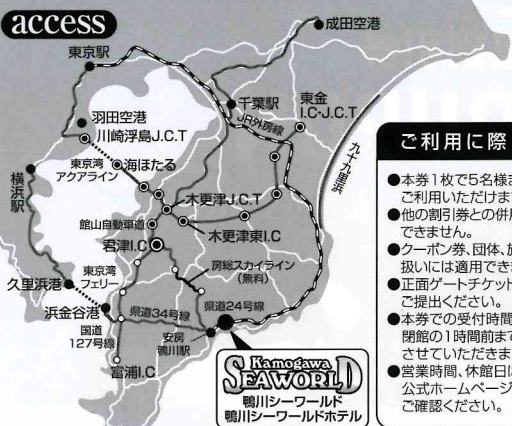 access
成田空港
東京駅
羽田空港
川崎浮島J.C.T
千葉駅
JR外房線
東金
I.C・J.C.T
九十九里浜
横浜駅
東京湾
アクアライン
海ほたる
木更津J.C.T
館山自動車道
木更津東I.C
君津I.C
房総スカイライン
(無料)
久里浜港
東京湾
フェリー
浜金谷港
県道34号線
県道24号線
国道
127号線
安房
鴨川駅
富浦I.C
Kamogawa
SEAWORLD
鴨川シーワールド
鴨川シーワールドホテル
ご利用に際
●本券1枚で5名様ま
ご利用いただけま
●他の割引券との併用
できません。
●クーポン券、団体、旅
扱いには適用でき
●正面ゲートチケット
ご提出ください。
●本券での受付時間
閉館の1時間前まで
させていただきま
●営業時間、休館日は
公式ホームページ
ご確認ください。